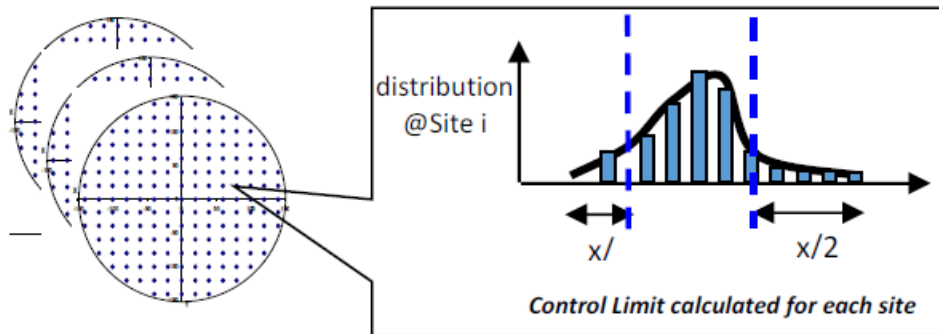 distribution
@Site i
x/
x/2
Control Limit calculated for each site